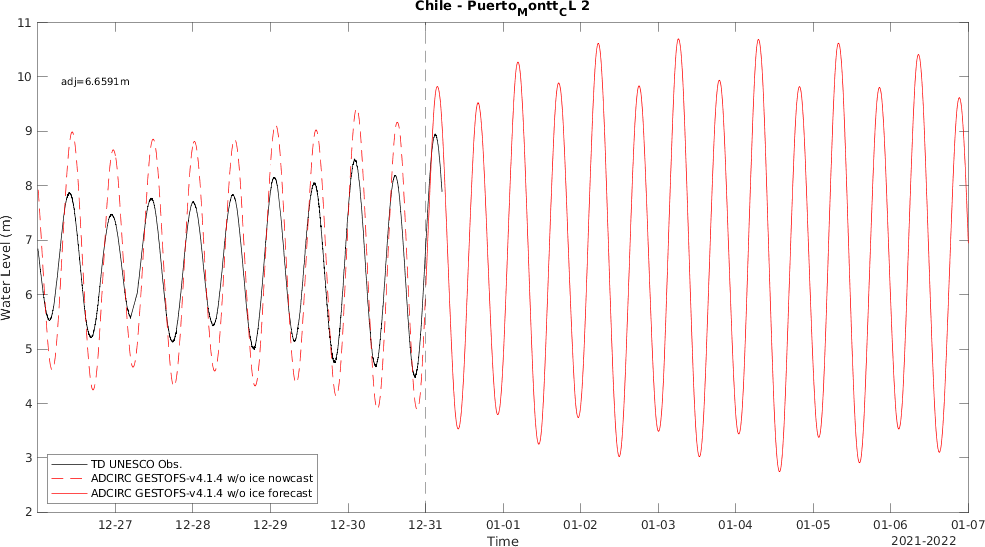 Chile - PuertoMonttCL 2
11
10
9
8
7
6
5
4
3
2
adj=6.6591m
Water Level (m)
TD UNESCO Obs.
ADCIRC GESTOFS-v4.1.4 w/o ice nowcast
ADCIRC GESTOFS-v4.1.4 w/o ice forecast
12-27 12-28 12-29 12-30 12-31 01-01 01-02 01-03 01-04 01-05 01-06 01-07
Time
2021-2022